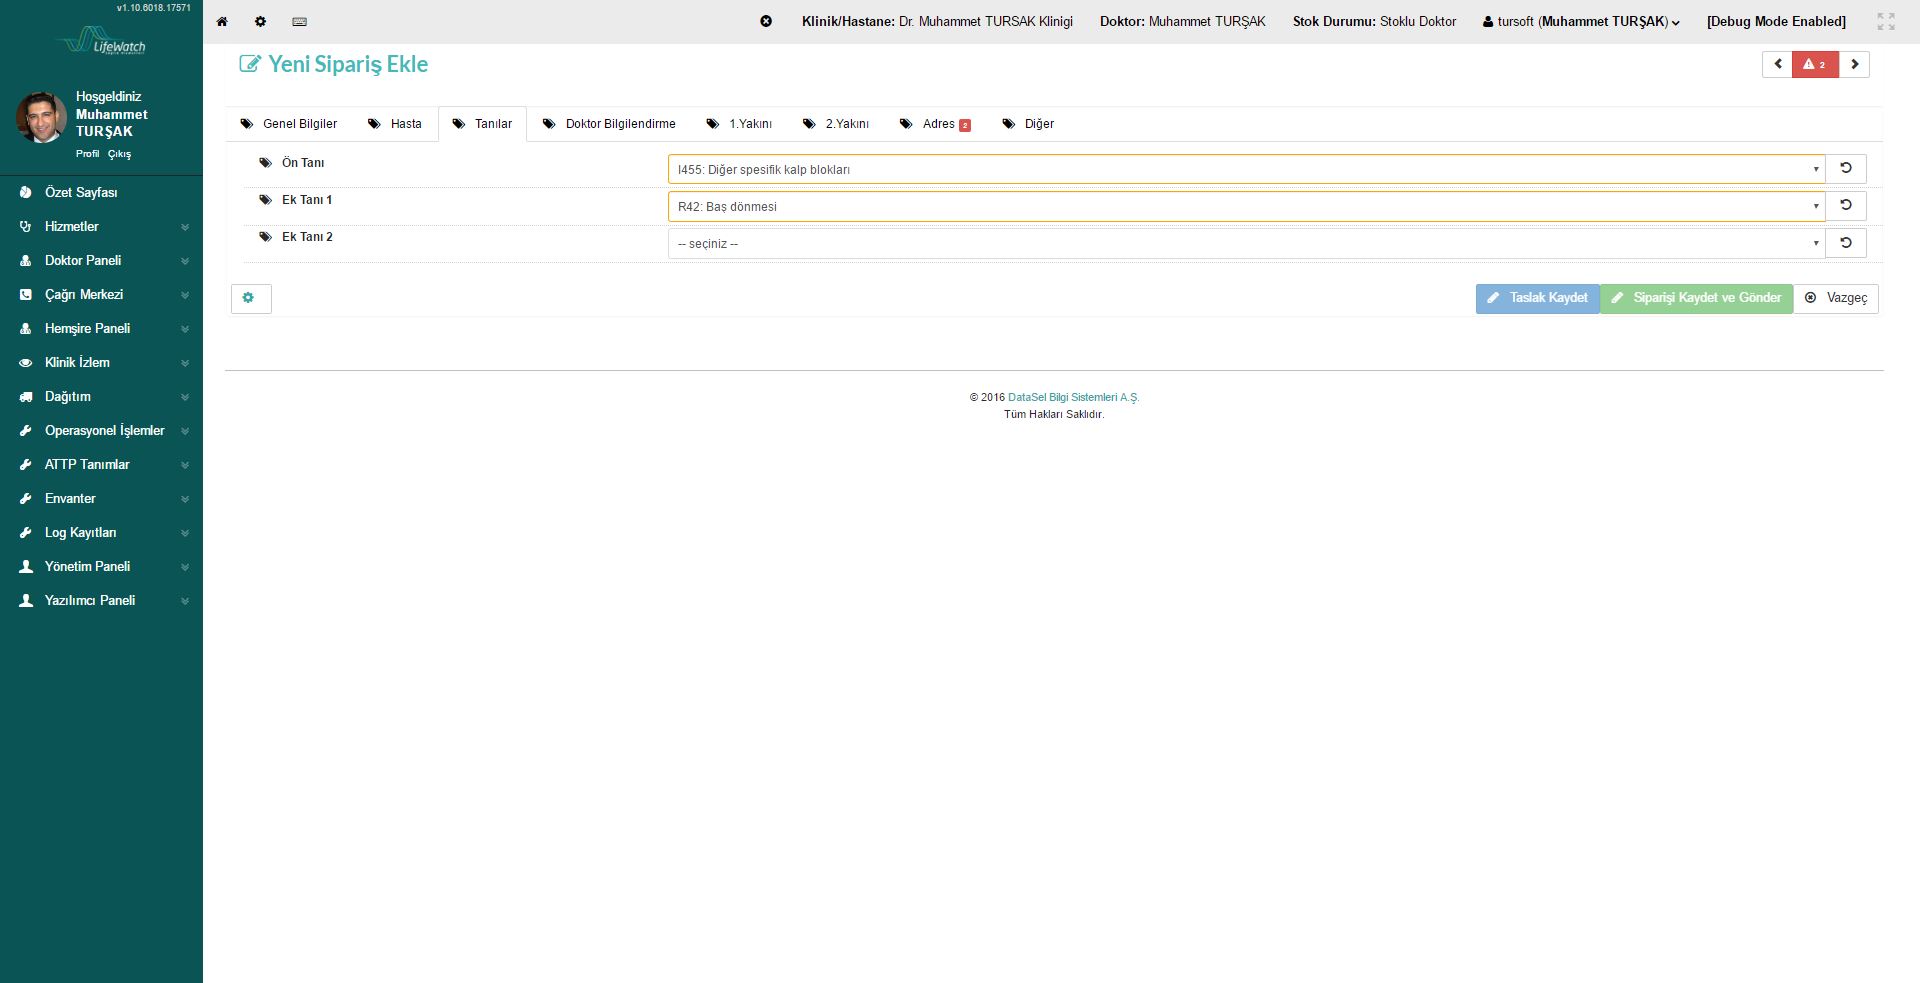 v1.10.6018.17571
LifeWatch
Hoşgeldiniz
Muhammet
TURŞAK
Profil Çıkış
Özet Sayfası
Hizmetler
Doktor Paneli
Çağrı Merkezi
Hemşire Paneli
Klinik İzlem
Dağıtım
Operasyonel İşlemler
ATTP Tanımlar
Envanter
Log Kayıtları
Yönetim Paneli
Yazılımcı Paneli
Klinik/Hastane: Dr. Muhammet TURSAK Klinigi Doktor: Muhammet TURŞAK Stok Durumu: Stoklu Doktor tursoft (Muhammet TURŞAK) [Debug Mode Enabled]
Yeni Sipariş Ekle
2
Genel Bilgiler Hasta Tanılar Doktor Bilgilendirme 1.Yakını 2.Yakını Adres 2 Diğer
Ön Tanı I455: Diğer spesifik kalp blokları
Ek Tanı 1 R42: Baş dönmesi
Ek Tanı 2 -- seçiniz --
Taslak Kaydet Siparişi Kaydet ve Gönder Vazgeç
© 2016 DataSel Bilgi Sistemleri A.Ş.
Tüm Hakları Saklıdır.